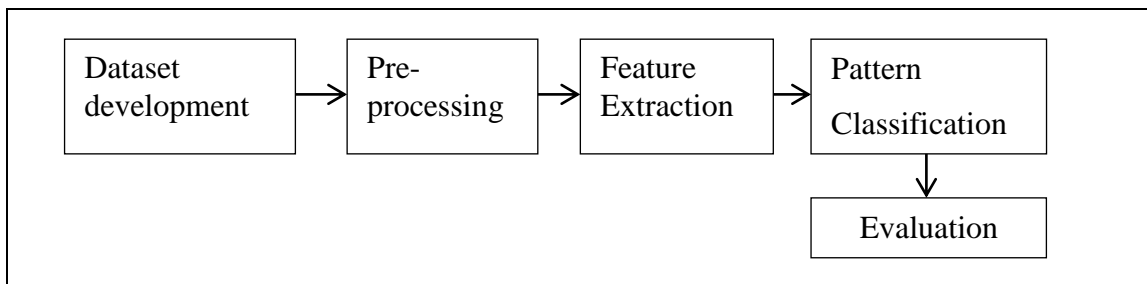 Dataset
development
Pre-
processing
Feature
Extraction
Pattern
Classification
Evaluation